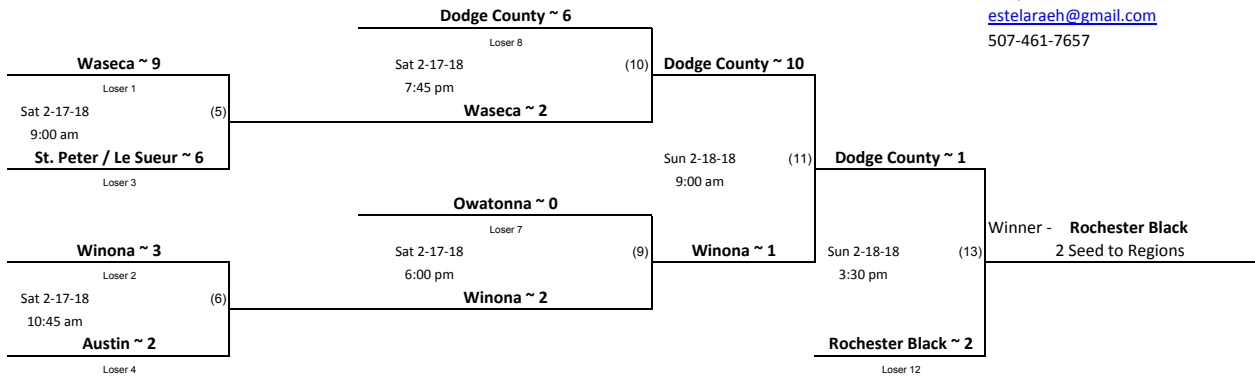 Dodge County ~ 6
estelaraeh@gmail.com
Loser 8
507-461-7657
Waseca ~ 9
Sat 2-17-18 (10) Dodge County ~ 10
Loser 1
7:45 pm
Sat 2-17-18 (5)
Waseca ~ 2
9:00 am
St. Peter / Le Sueur ~ 6
Sun 2-18-18 (11) Dodge County ~ 1
Loser 3
9:00 am
Owatonna ~ 0
Loser 7
Winner - Rochester Black
Winona ~ 3
Sat 2-17-18 (9) Winona ~ 1
Sun 2-18-18 (13) 2 Seed to Regions
Loser 2
6:00 pm
3:30 pm
Sat 2-17-18 (6)
Winona ~ 2
10:45 am
Austin ~ 2
Rochester Black ~ 2
Loser 4
Loser 12